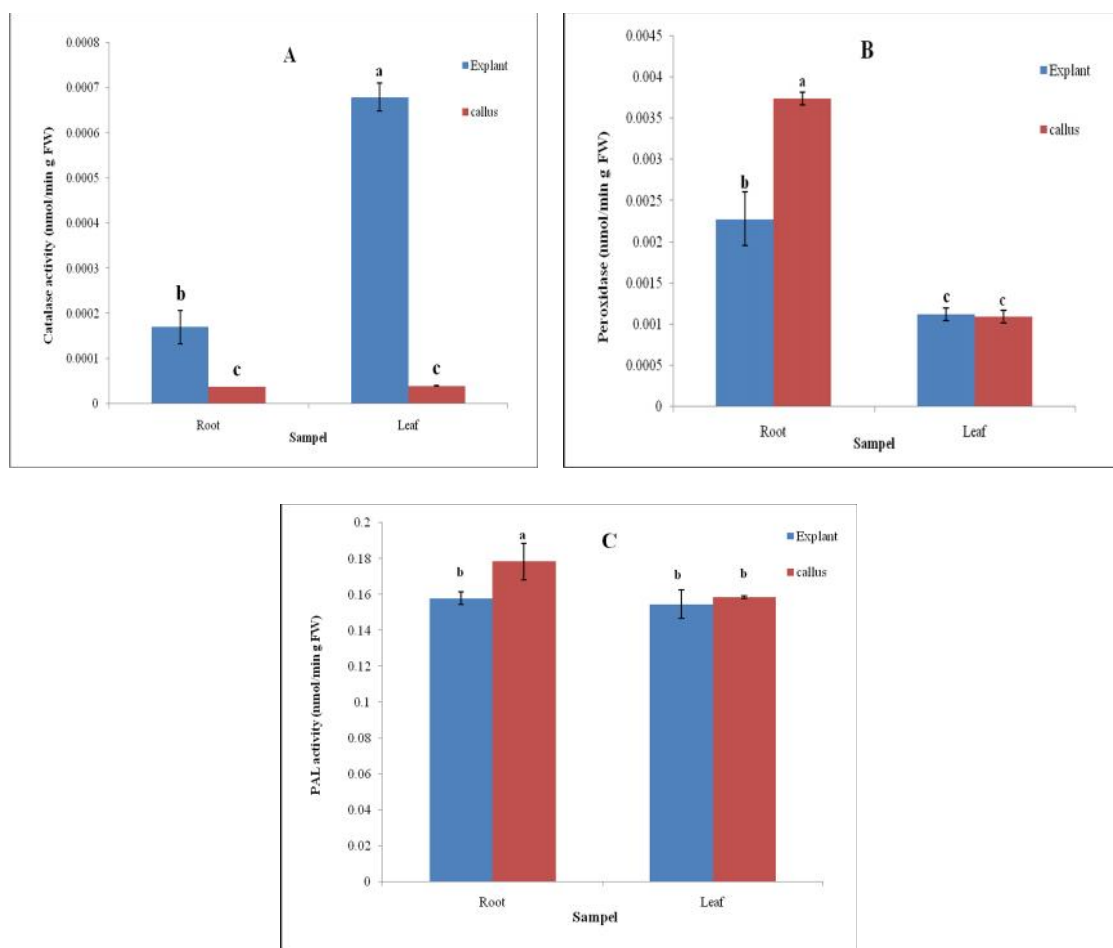 A
0.0008
0.0007
0.0006
0.0005
0.0004
0.0003
0.0002
0.0001
0
Catalase activity (nmol/min g FW)
b
c
a
c
Root
Leaf
Sampel
Explant
callus
B
0.0045
0.004
0.0035
0.003
0.0025
0.002
0.0015
0.001
0.0005
0
Peroxidase (nmol/min g FW)
b
a
c
c
Root
Leaf
Sampel
Explant
callus
C
0.2
0.18
0.16
0.14
0.12
0.1
0.08
0.06
0.04
0.02
0
PAL activity (nmol/min g FW)
b
a
b
b
Root
Leaf
Sampel
Explant
callus